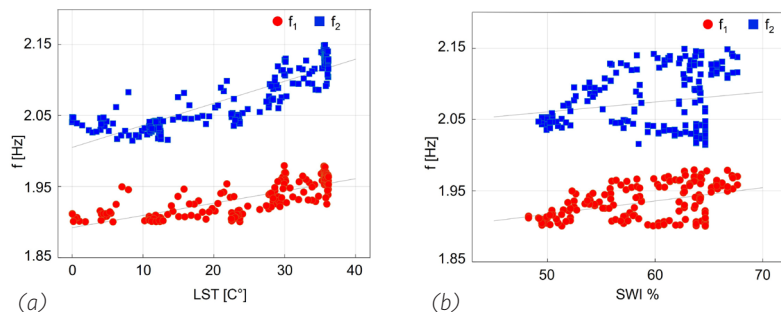 f₁ f₂
2.15
2.05
1.95
1.85
f [Hz]
0 10 20 30 40
LST [C°]
(a)
f₁ f₂
2.15
2.05
1.95
1.85
f [Hz]
50 60 70
SWI %
(b)